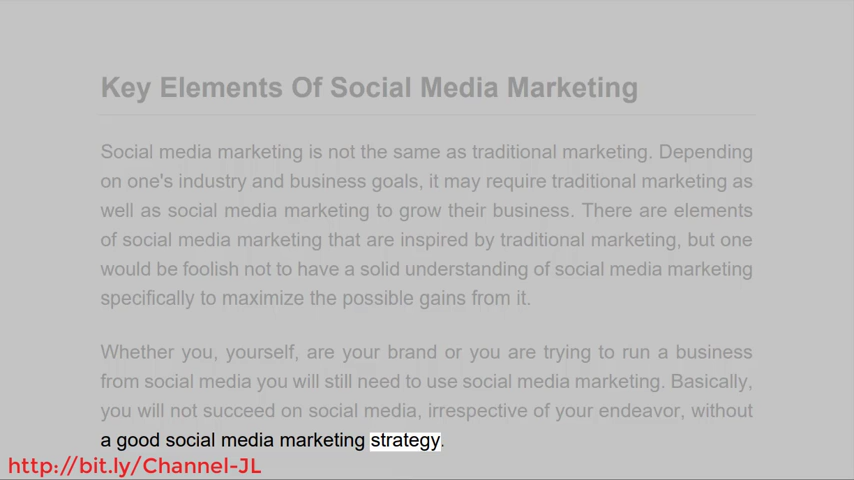 Key Elements Of Social Media Marketing
Social media marketing is not the same as traditional marketing. Depending
on one's industry and business goals, it may require traditional marketing as
well as social media marketing to grow their business. There are elements
of social media marketing that are inspired by traditional marketing, but one
would be foolish not to have a solid understanding of social media marketing
specifically to maximize the possible gains from it.
Whether you, yourself, are your brand or you are trying to run a business
from social media you will still need to use social media marketing. Basically,
you will not succeed on social media, irrespective of your endeavor, without
a good social media marketing strategy.
http://bit.ly/Channel-JL